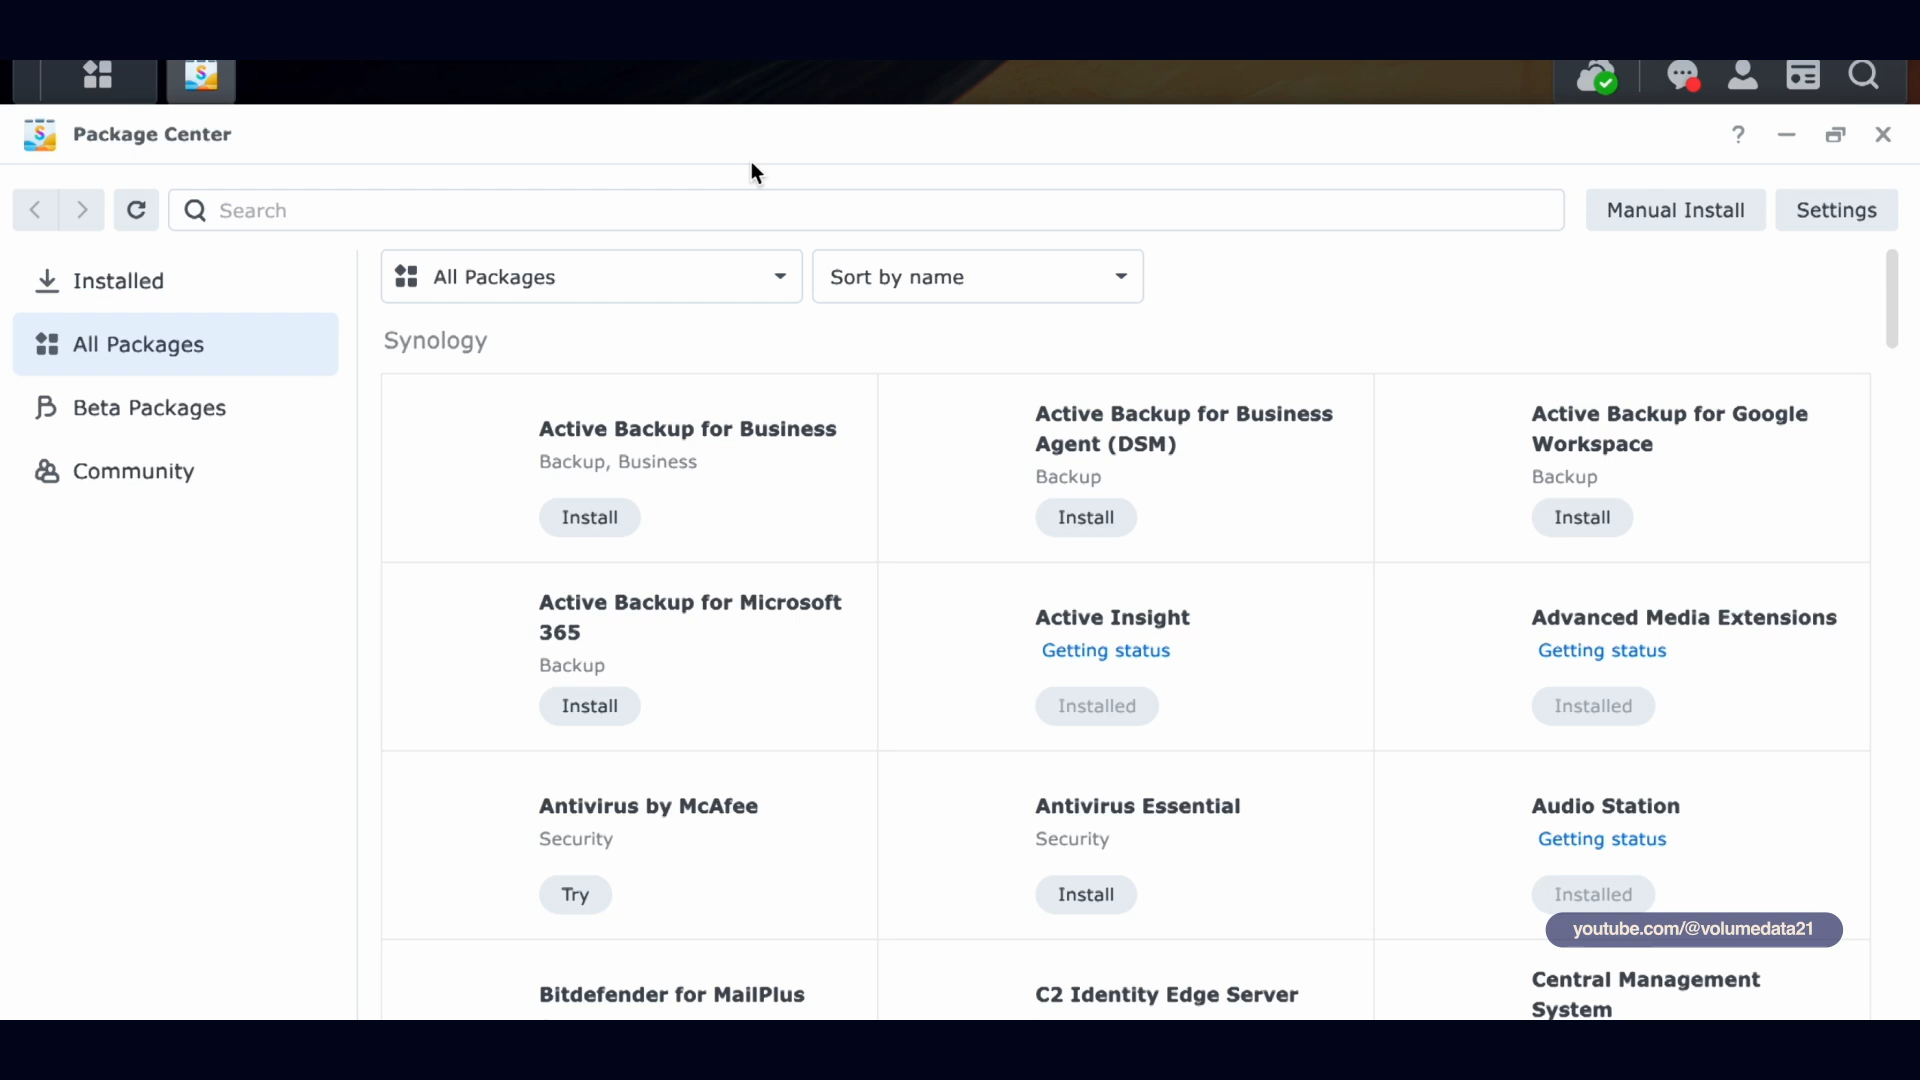 Package Center
Search
Manual Install
Settings
Installed
All Packages
Beta Packages
Community
All Packages
Sort by name
Synology
Active Backup for Business
Backup, Business
Install
Active Backup for Business
Agent (DSM)
Backup
Install
Active Backup for Google
Workspace
Backup
Install
Active Backup for Microsoft
365
Backup
Install
Active Insight
Getting status
Installed
Advanced Media Extensions
Getting status
Installed
Antivirus by McAfee
Security
Try
Antivirus Essential
Security
Install
Audio Station
Getting status
Installed
youtube.com/@volumedata21
Bitdefender for MailPlus
C2 Identity Edge Server
Central Management
System